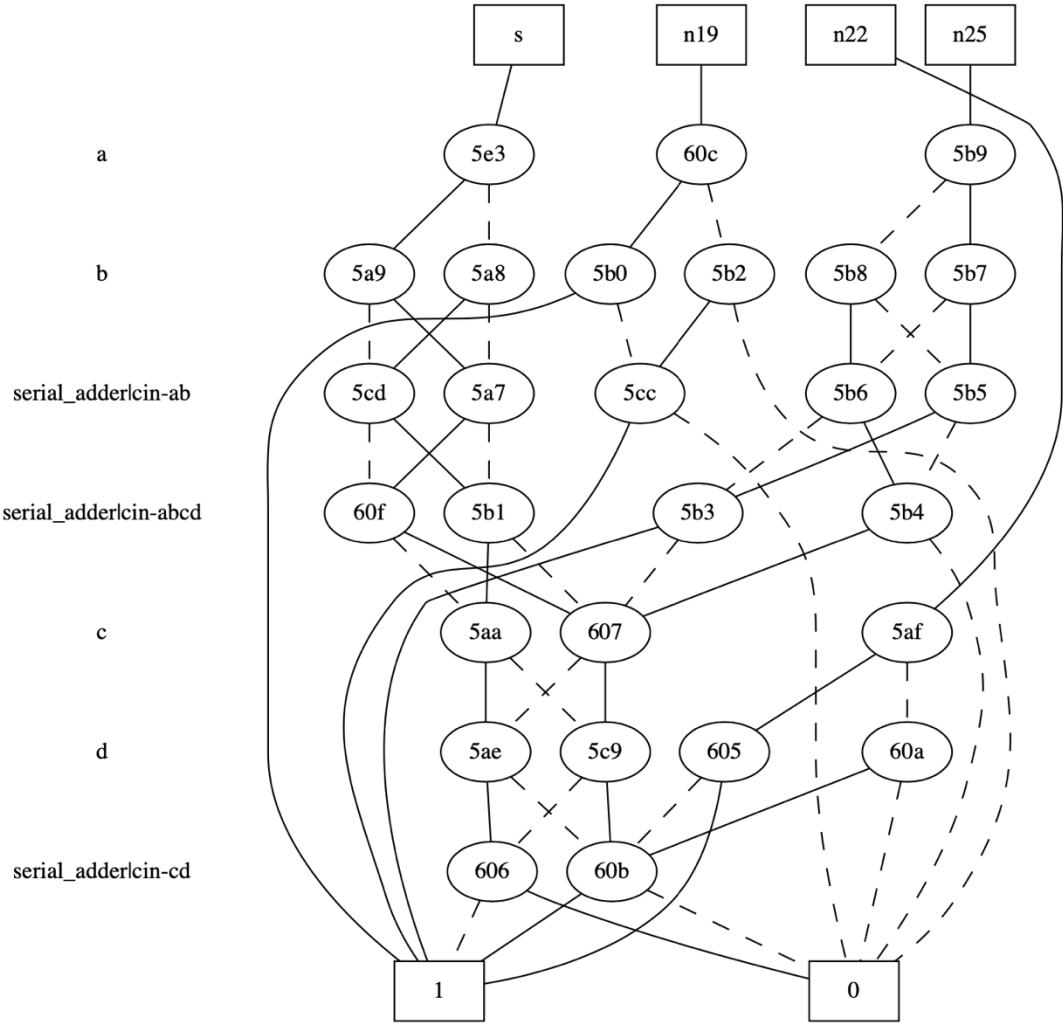 s n19 n22 n25
a 5e3 60c 5b9
b 5a9 5a8 5b0 5b2 5b8 5b7
serial_adder|cin-ab 5cd 5a7 5cc 5b6 5b5
serial_adder|cin-abcd 60f 5b1 5b3 5b4
c 5aa 607 5af
d 5ae 5c9 605 60a
serial_adder|cin-cd 606 60b
1 0